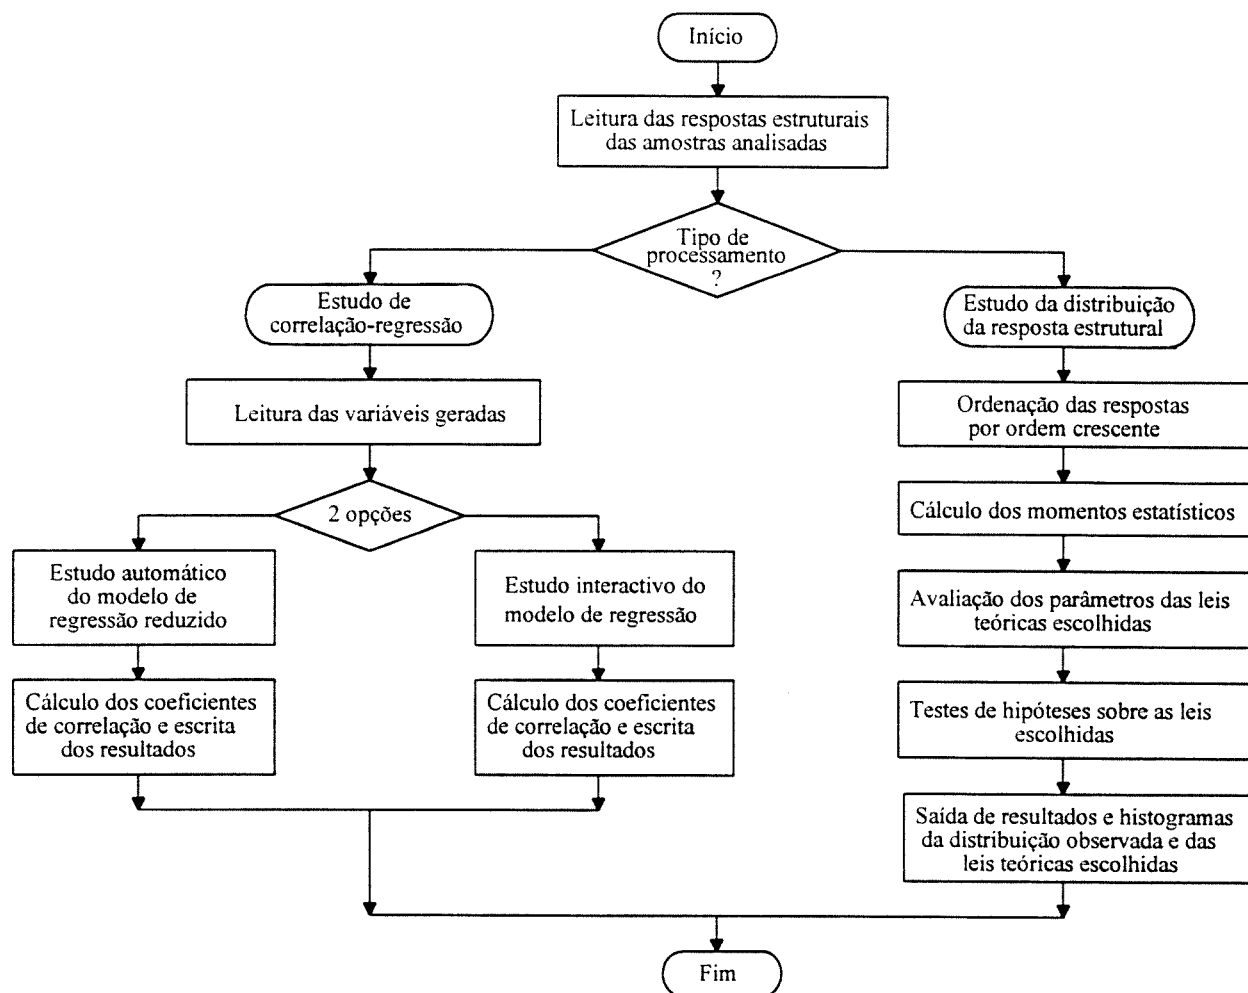 Início
Leitura das respostas estruturais
das amostras analisadas
Tipo de
processamento
?
Estudo de
correlação-regressão
Leitura das variáveis geradas
2 opções
Estudo automático
do modelo de
regressão reduzido
Cálculo dos coeficientes
de correlação e escrita
dos resultados
Estudo interactivo do
modelo de regressão
Cálculo dos coeficientes
de correlação e escrita
dos resultados
Estudo da distribuição
da resposta estrutural
Ordenação das respostas
por ordem crescente
Cálculo dos momentos estatísticos
Avaliação dos parâmetros das leis
teóricas escolhidas
Testes de hipóteses sobre as leis
escolhidas
Saída de resultados e histogramas
da distribuição observada e das
leis teóricas escolhidas
Fim